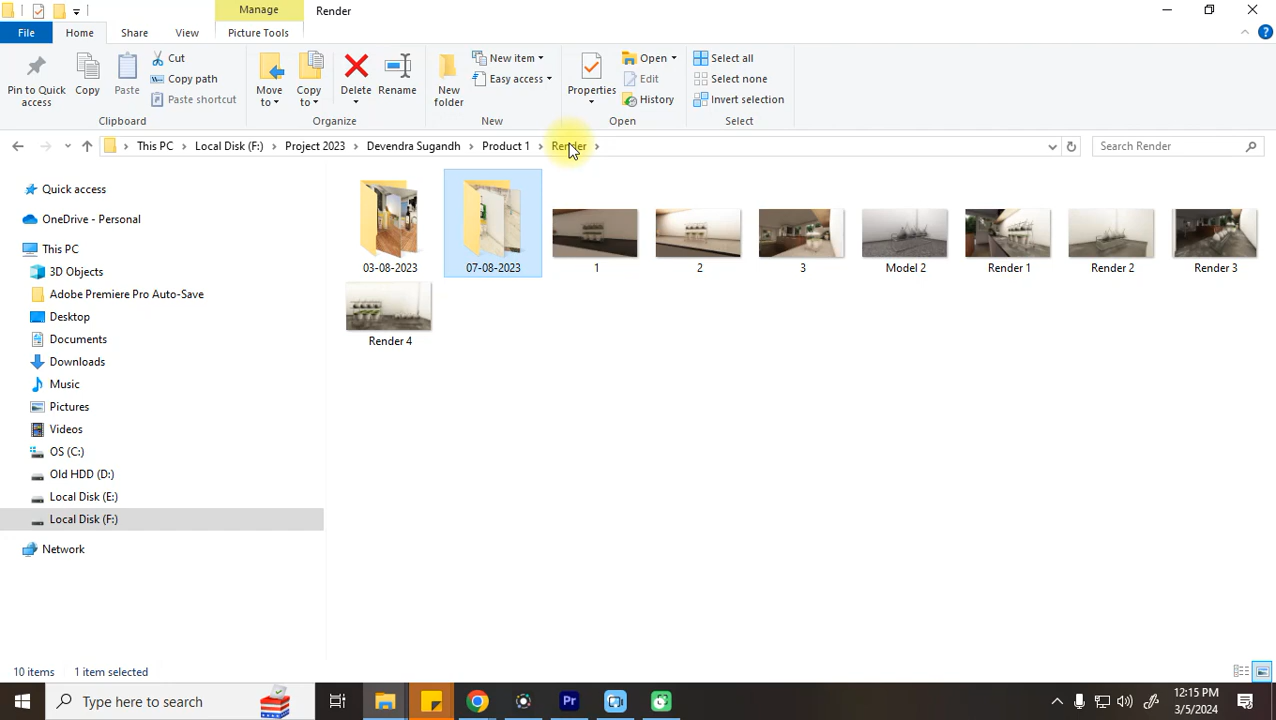 Manage
Render
File
Home
Share
View
Picture Tools
Pin to Quick access
Copy
Paste
Cut
Copy path
Paste shortcut
Clipboard
Move to
Copy to
Delete
Rename
Organize
New folder
New item
Easy access
New
Properties
Open
Edit
History
Open
Select all
Select none
Invert selection
Select
This PC > Local Disk (F:) > Project 2023 > Devendra Sugandh > Product 1 > Render >
Search Render
Quick access
OneDrive - Personal
This PC
3D Objects
Adobe Premiere Pro Auto-Save
Desktop
Documents
Downloads
Music
Pictures
Videos
OS (C:)
Old HDD (D:)
Local Disk (E:)
Local Disk (F:)
Network
03-08-2023
07-08-2023
1
2
3
Model 2
Render 1
Render 2
Render 3
Render 4
10 items
1 item selected
Type here to search
Pr
12:15 PM
3/5/2024